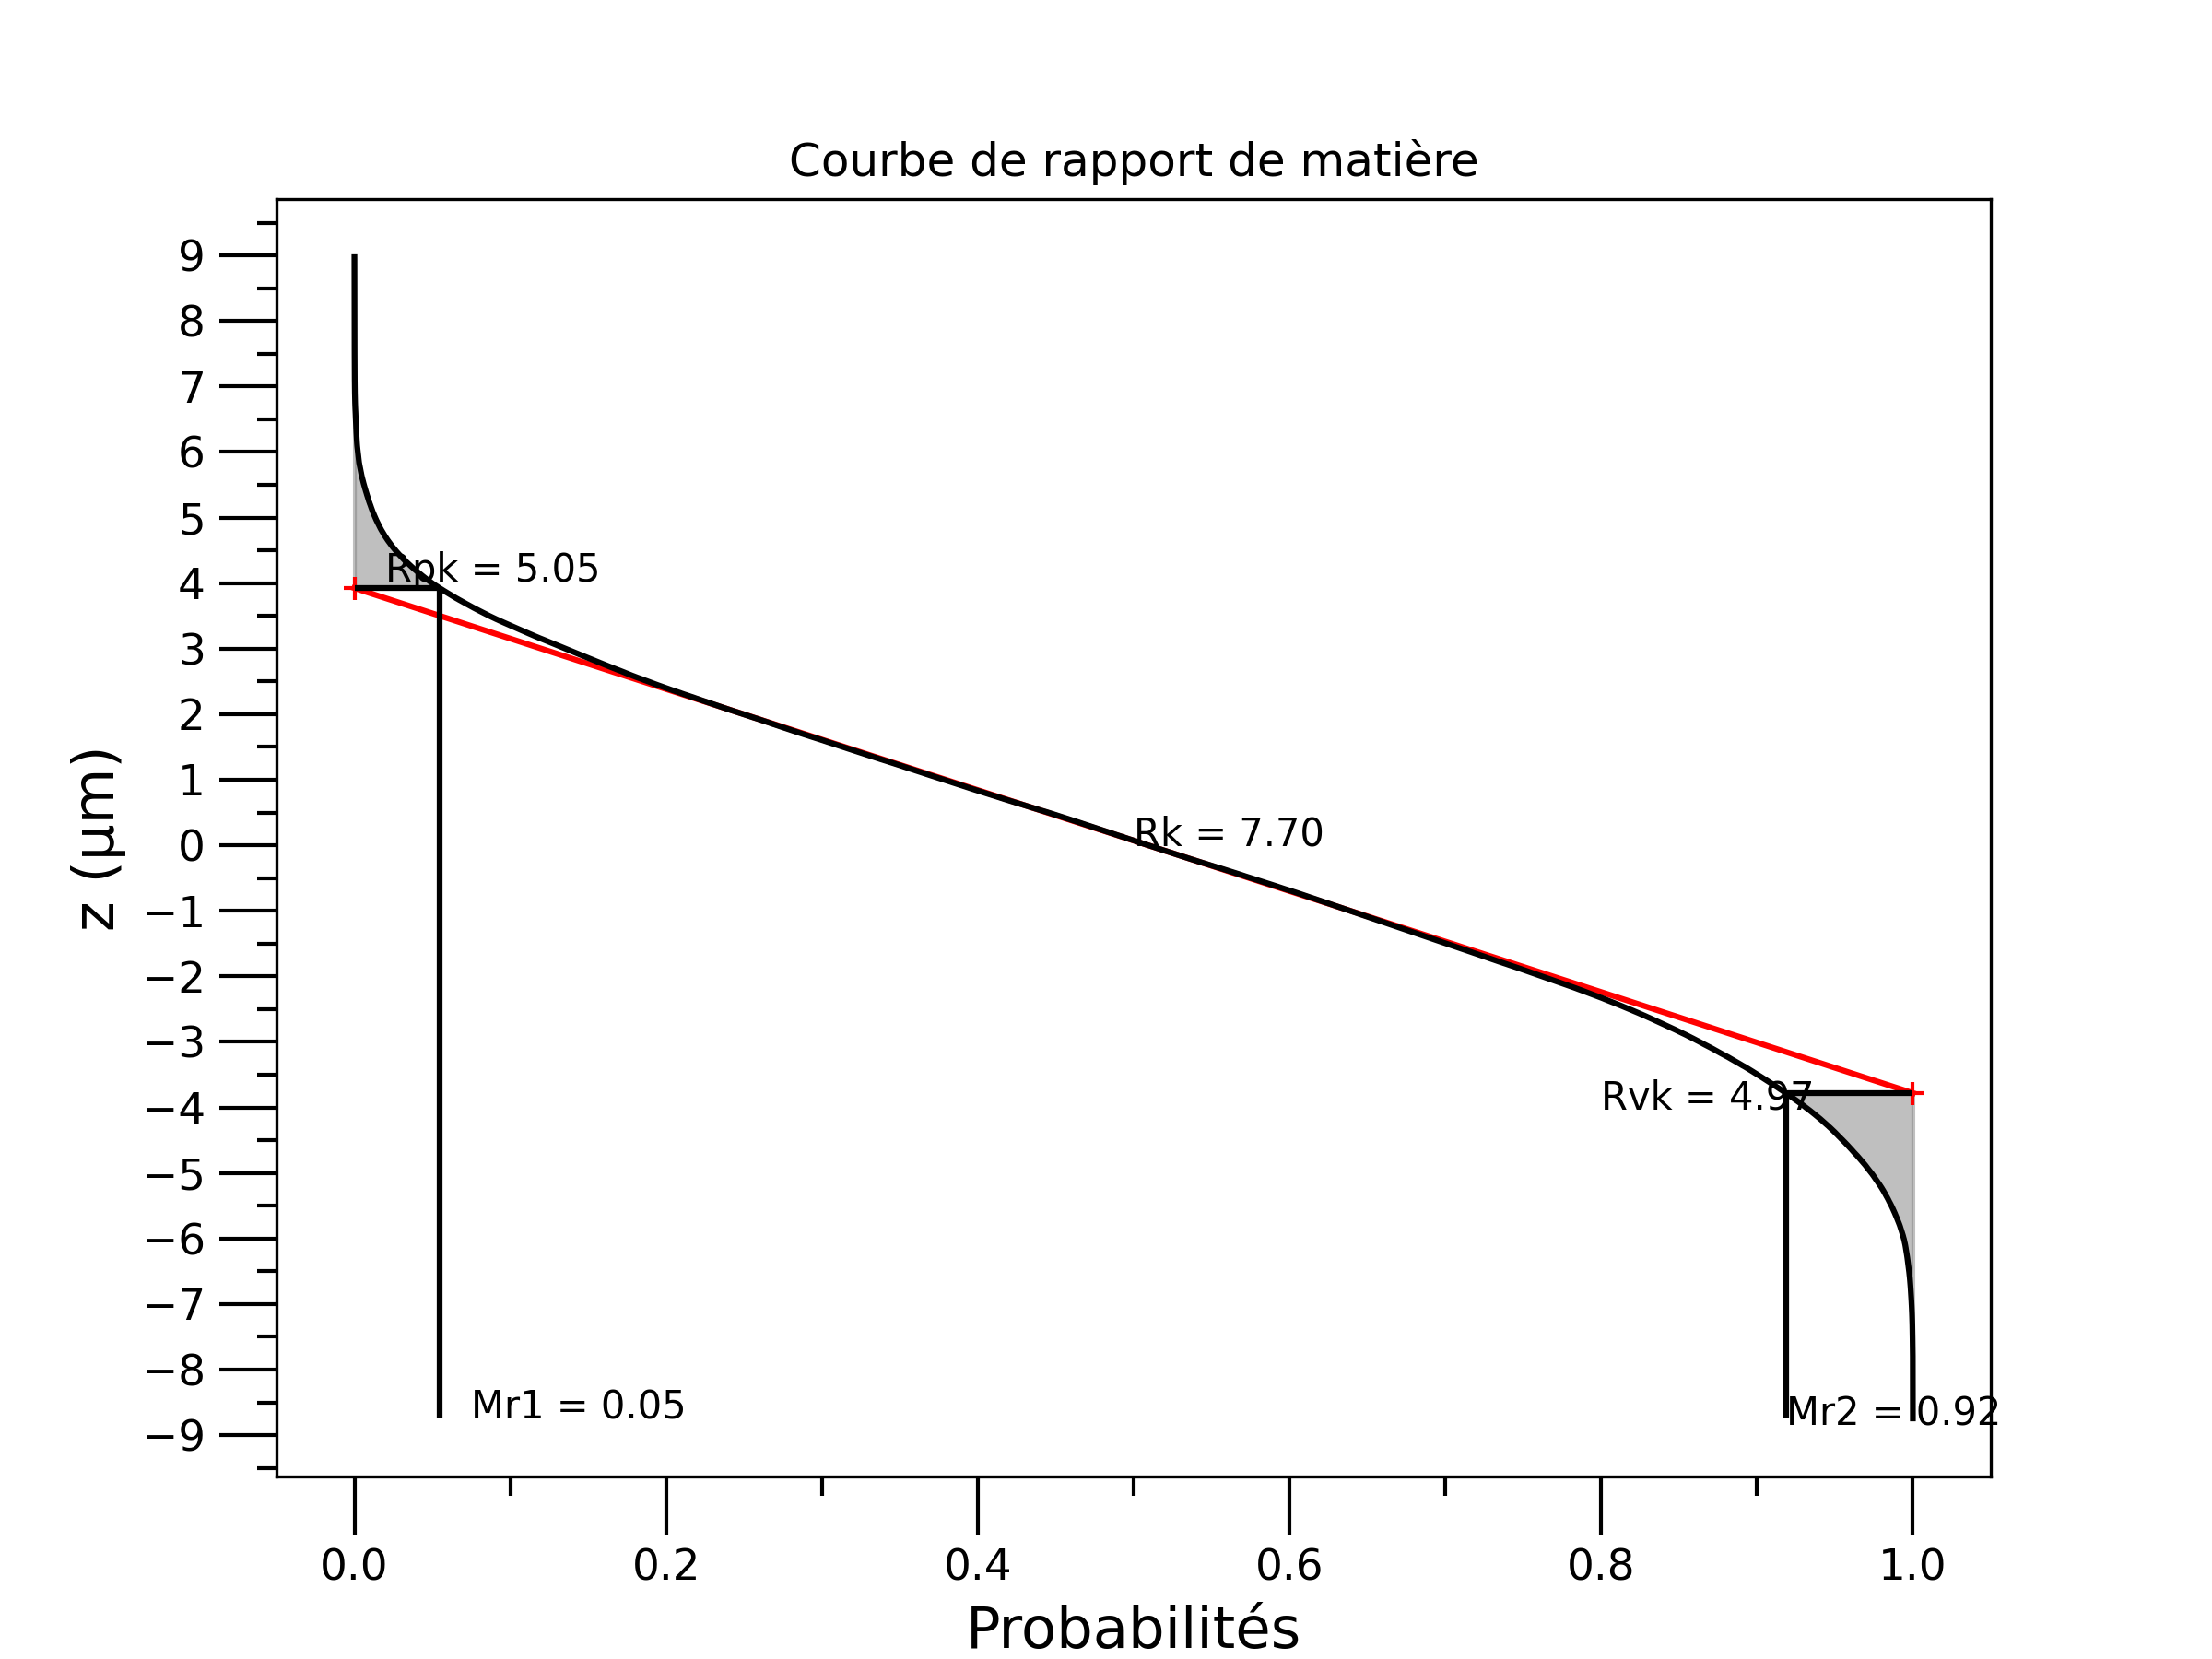 Courbe de rapport de matière
z (µm)
9
8
7
6
5
4
3
2
1
0
−1
−2
−3
−4
−5
−6
−7
−8
−9
Rpk = 5.05
Rk = 7.70
Rvk = 4.97
Mr1 = 0.05
Mr2 = 0.92
0.0 0.2 0.4 0.6 0.8 1.0
Probabilités